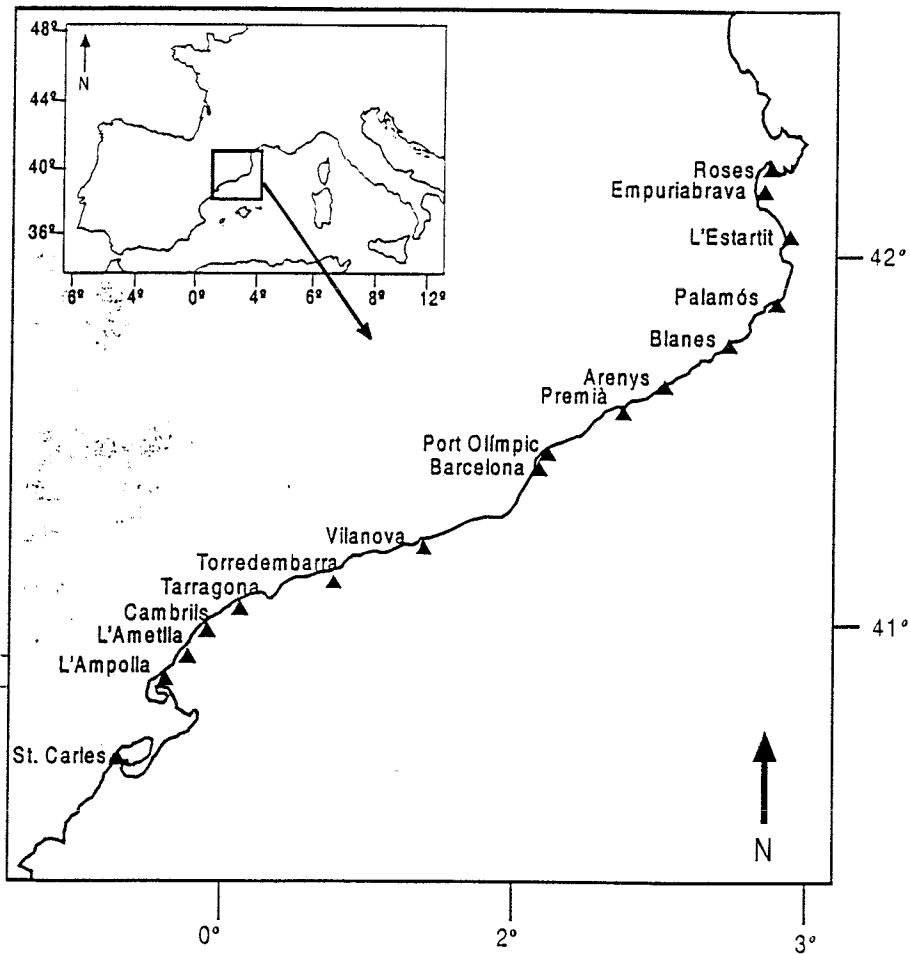 48º
N
44º
40º
36º
6º 4º 0º 4º 6º 8º 12º
Roses
Empuriabrava
L'Estartit
42º
Palamós
Blanes
Arenys
Premià
Port Olímpic
Barcelona
Vilanova
Torredembarra
Tarragona
Cambrils
L'Ametlla
41º
L'Ampolla
St. Carles
N
0º 2º 3º